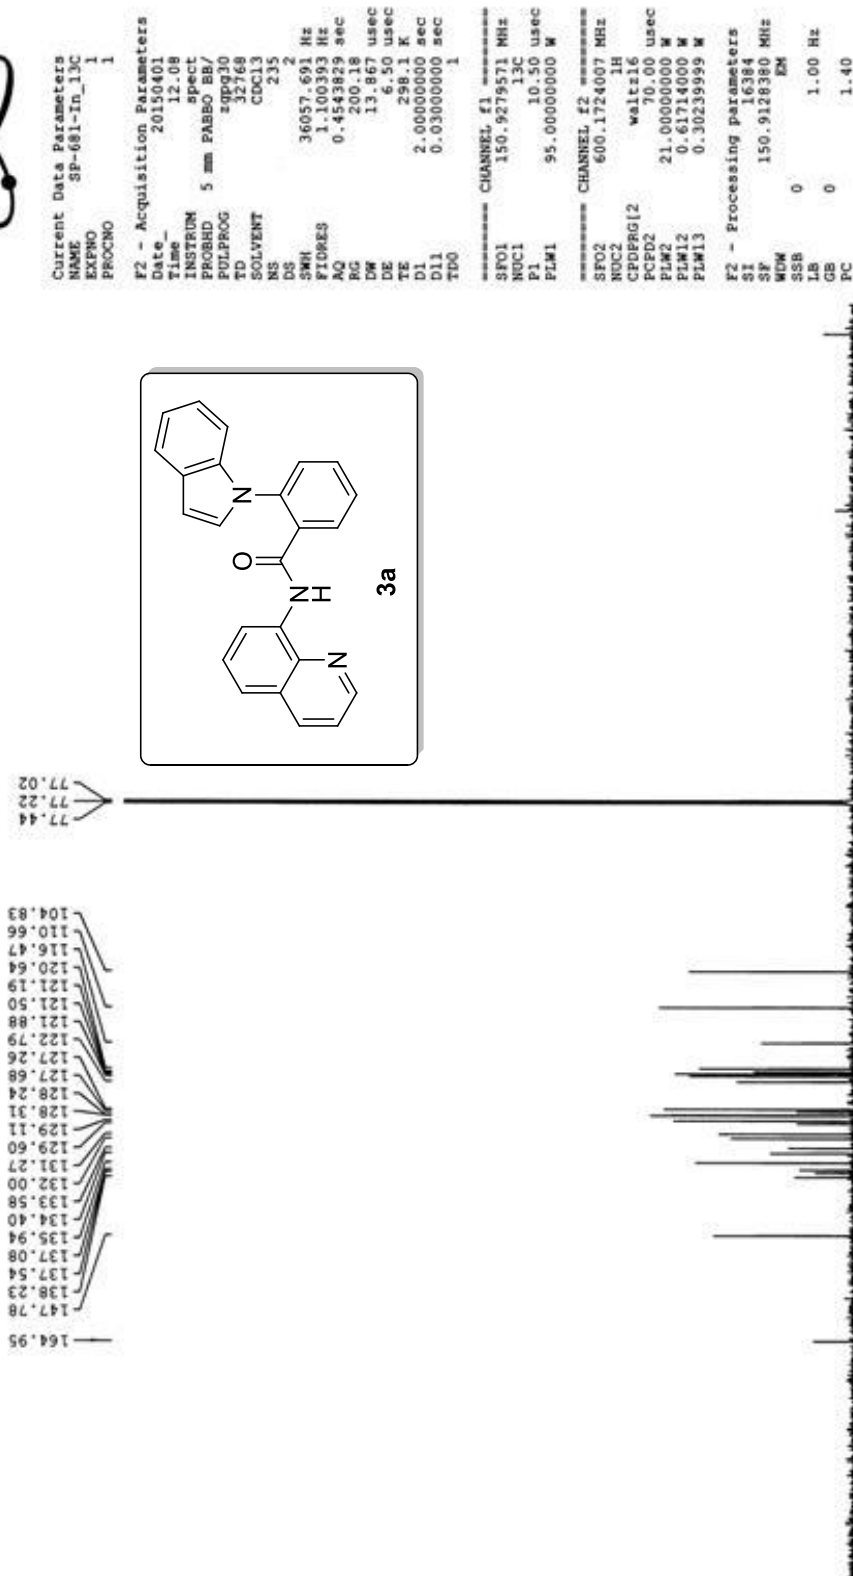 Current Data Parameters
NAME SP-681-In_13C
EXPNO 1
PROCNO 1
F2 - Acquisition Parameters
Date_ 20150401
Time 12.08
INSTRUM spect
PROBHD 5 mm PABBO BB/
PULPROG zgpg30
TD 32768
SOLVENT CDCl3
NS 235
DS 2
SWH 36057.691 Hz
FIDRES 1.100393 Hz
AQ 0.4543829 sec
RG 200.18
DW 13.867 usec
DE 6.50 usec
TE 298.1 K
D1 2.00000000 sec
D11 0.03000000 sec
TD0 1
======== CHANNEL f1 ========
SFO1 150.9279571 MHz
NUC1 13C
P1 10.50 usec
PLW1 95.00000000 W
======== CHANNEL f2 ========
SFO2 600.1724007 MHz
NUC2 1H
CPDPRG[2 waltz16
PCPD2 70.00 usec
PLW2 21.00000000 W
PLW12 0.61714000 W
PLW13 0.30239999 W
F2 - Processing parameters
SI 16384
SF 150.9128380 MHz
WDW EM
SSB 0
LB 1.00 Hz
GB 0
PC 1.40
N
O
N
H
N
3a
164.95
147.78
138.23
137.54
137.08
135.94
134.40
133.58
132.00
131.27
129.60
129.11
128.31
128.24
127.68
127.26
122.79
121.88
121.50
121.19
120.64
116.47
110.66
104.83
77.44
77.22
77.02